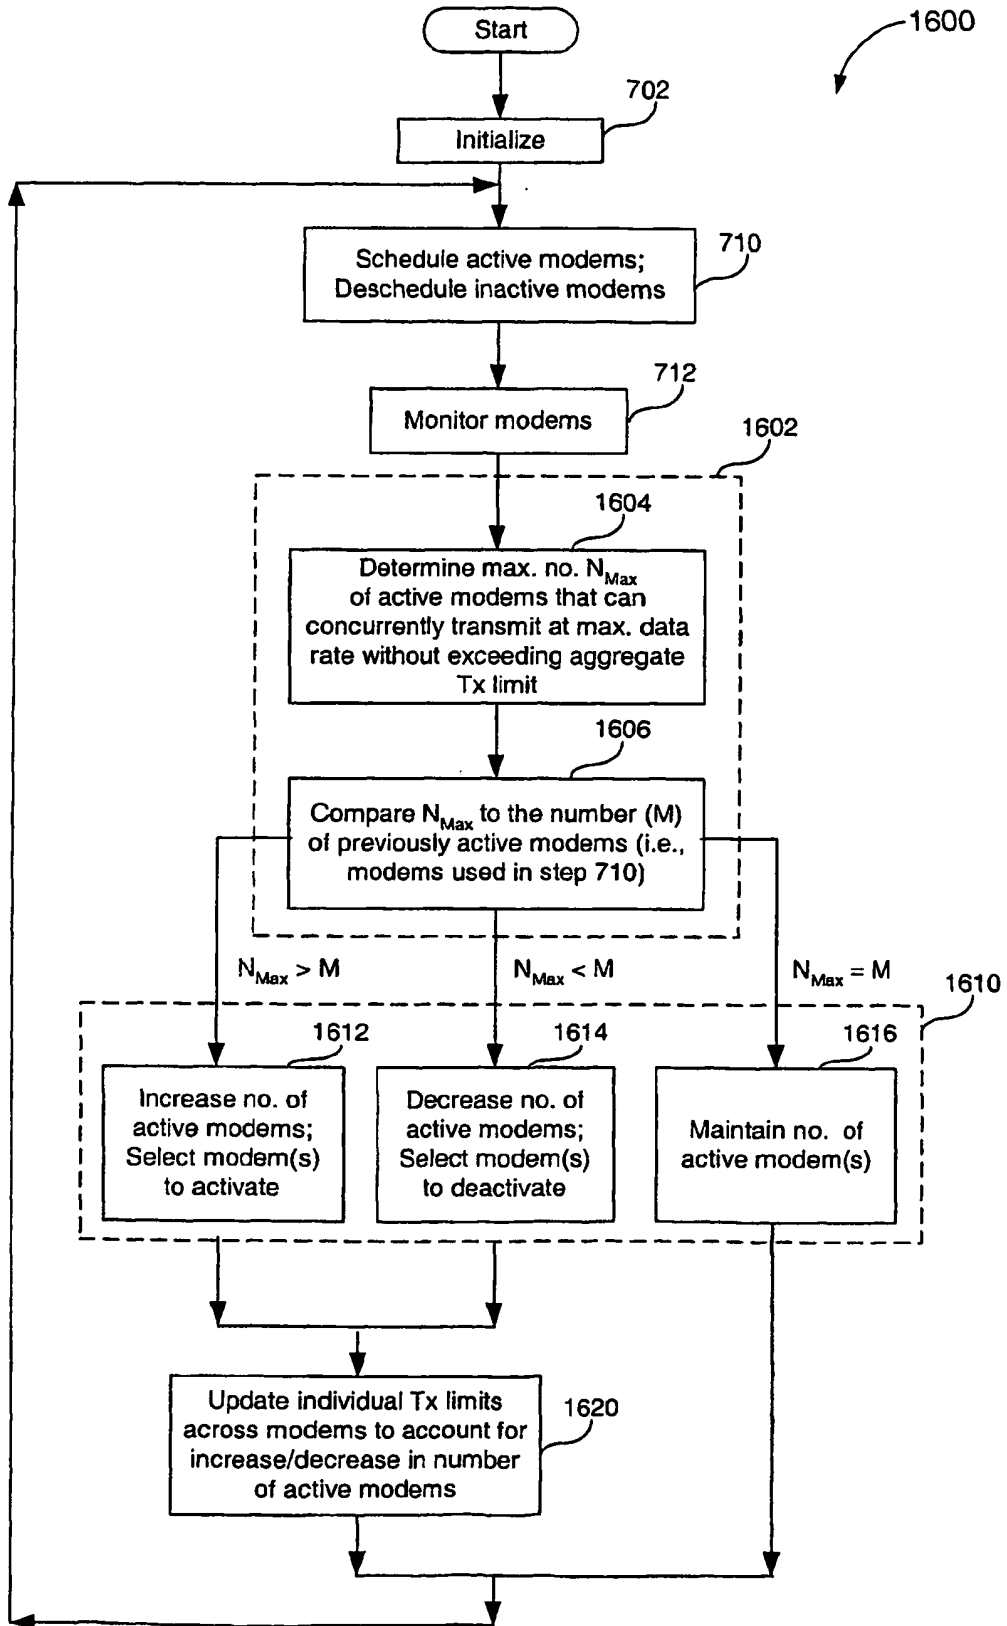 Start
1600
702
Initialize
710
Schedule active modems;
Deschedule inactive modems
712
Monitor modems
1602
1604
Determine max. no. NMax
of active modems that can
concurrently transmit at max. data
rate without exceeding aggregate
Tx limit
1606
Compare NMax to the number (M)
of previously active modems (i.e.,
modems used in step 710)
NMax > M
NMax < M
NMax = M
1610
1612
Increase no. of
active modems;
Select modem(s)
to activate
1614
Decrease no. of
active modems;
Select modem(s)
to deactivate
1616
Maintain no. of
active modem(s)
Update individual Tx limits
across modems to account for
increase/decrease in number
of active modems
1620